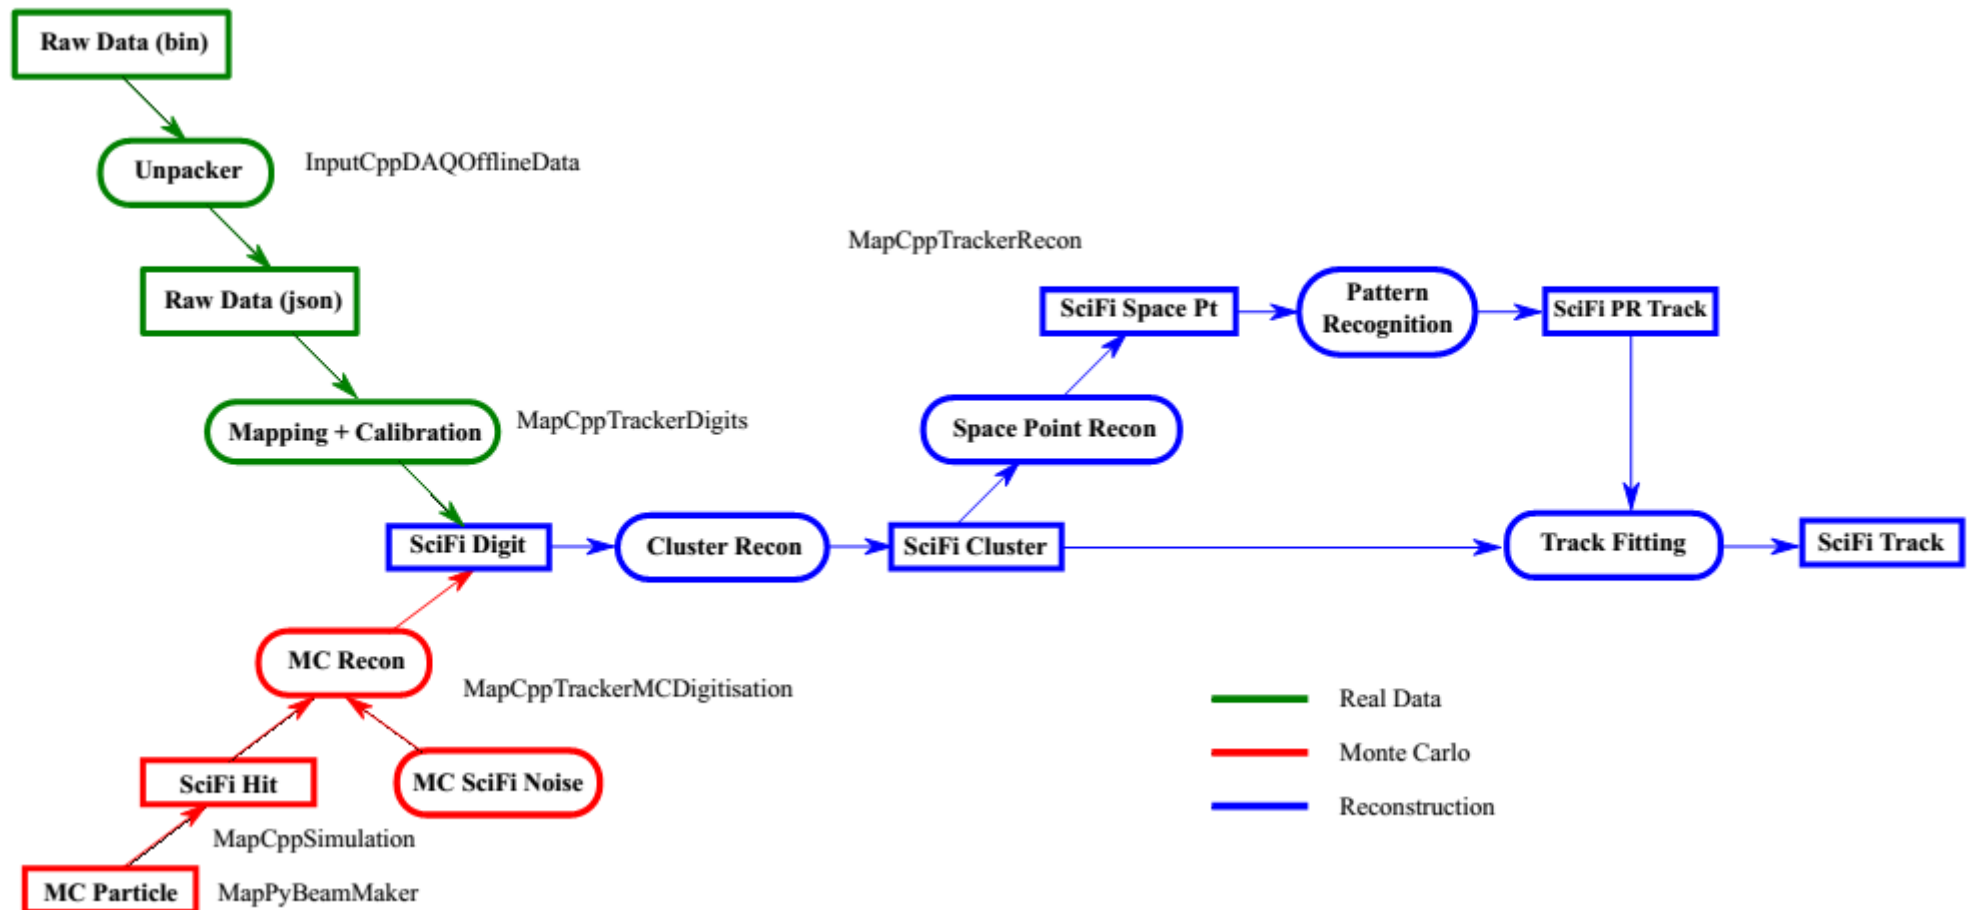 Raw Data (bin)
Unpacker
InputCppDAQOfflineData
Raw Data (json)
Mapping + Calibration
MapCppTrackerDigits
MapCppTrackerRecon
SciFi Space Pt
Pattern
Recognition
SciFi PR Track
Space Point Recon
SciFi Digit
Cluster Recon
SciFi Cluster
Track Fitting
SciFi Track
MC Recon
MapCppTrackerMCDigitisation
SciFi Hit
MC SciFi Noise
MapCppSimulation
MC Particle
MapPyBeamMaker
Real Data
Monte Carlo
Reconstruction